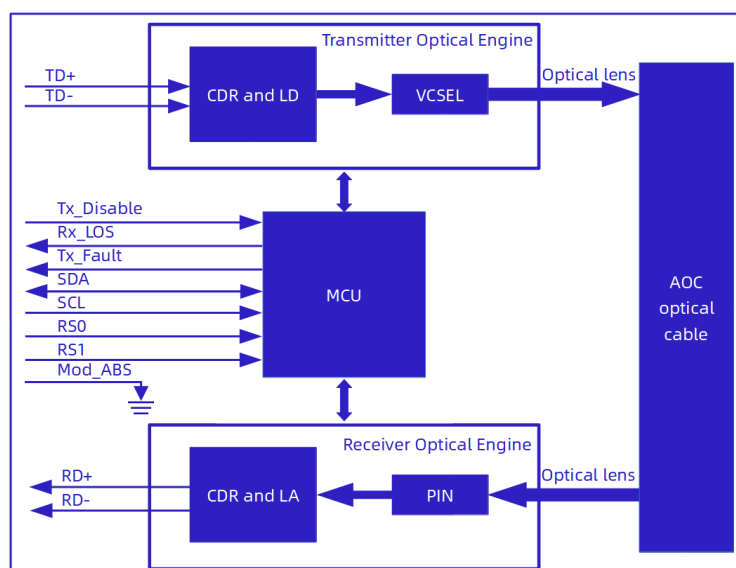 Transmitter Optical Engine
TD+
TD-
CDR and LD
VCSEL
Optical lens
Tx_Disable
Rx_LOS
Tx_Fault
SDA
SCL
RS0
RS1
Mod_ABS
MCU
AOC
optical
cable
Receiver Optical Engine
RD+
RD-
CDR and LA
PIN
Optical lens